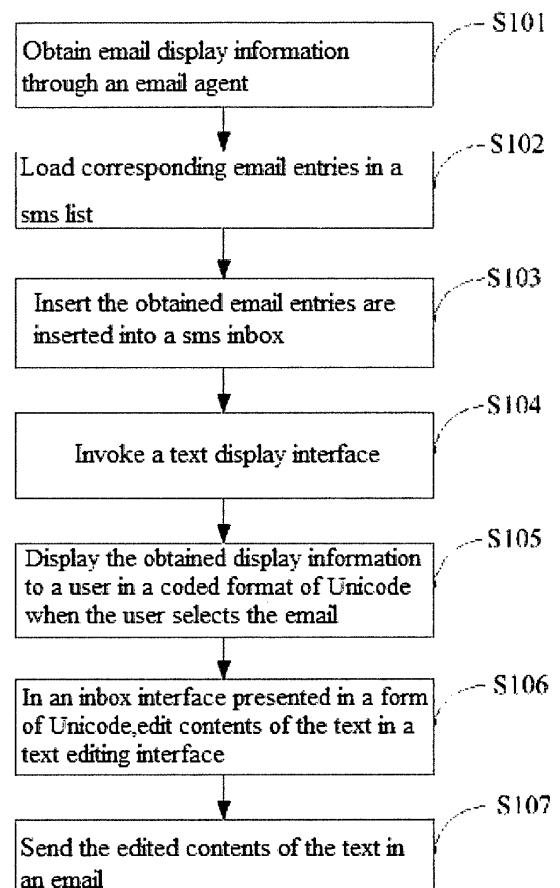 S101
Obtain email display information
through an email agent
S102
Load corresponding email entries in a
sms list
S103
Insert the obtained email entries are
inserted into a sms inbox
S104
Invoke a text display interface
S105
Display the obtained display information
to a user in a coded format of Unicode
when the user selects the email
S106
In an inbox interface presented in a form
of Unicode,edit contents of the text in a
text editing interface
S107
Send the edited contents of the text in
an email